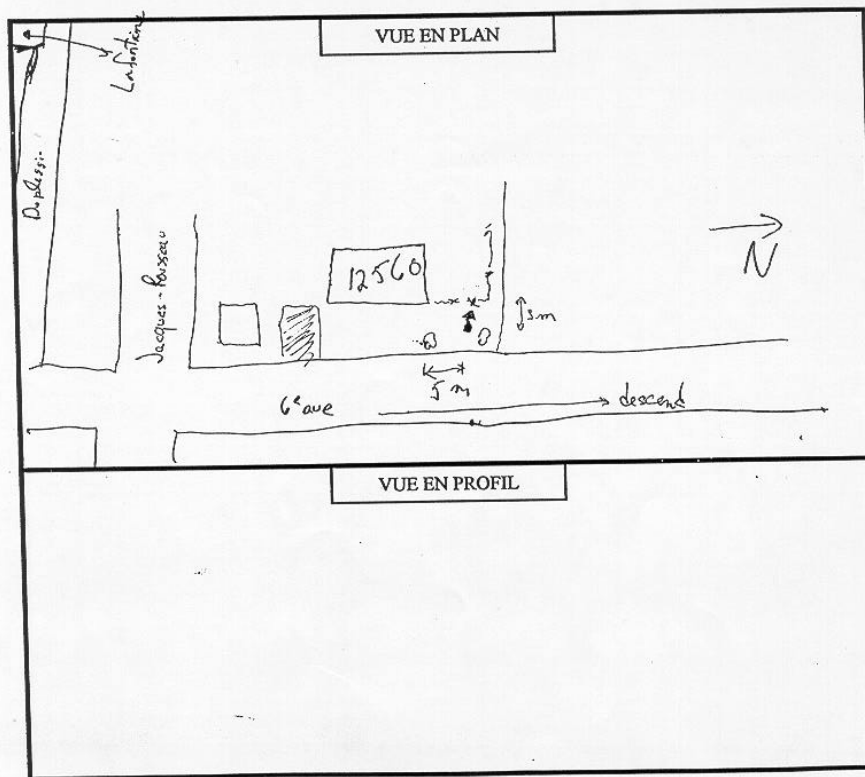 VUE EN PLAN
Lafontaine
Duplessis
Jacques-Rousseau
12560
N
3m
5m
6e ave
descend
VUE EN PROFIL